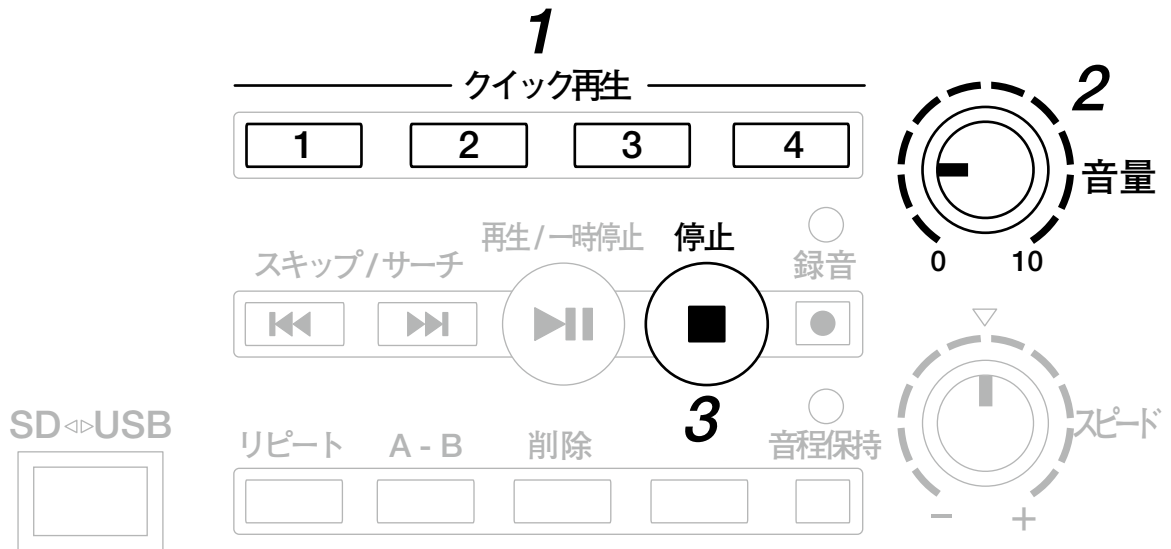 1
クイック再生
1 2 3 4
2
音量
0 10
スキップ/サーチ
再生/一時停止
停止
録音
3
SD◁▷USB
リピート
A - B
削除
音程保持
スピード
− +